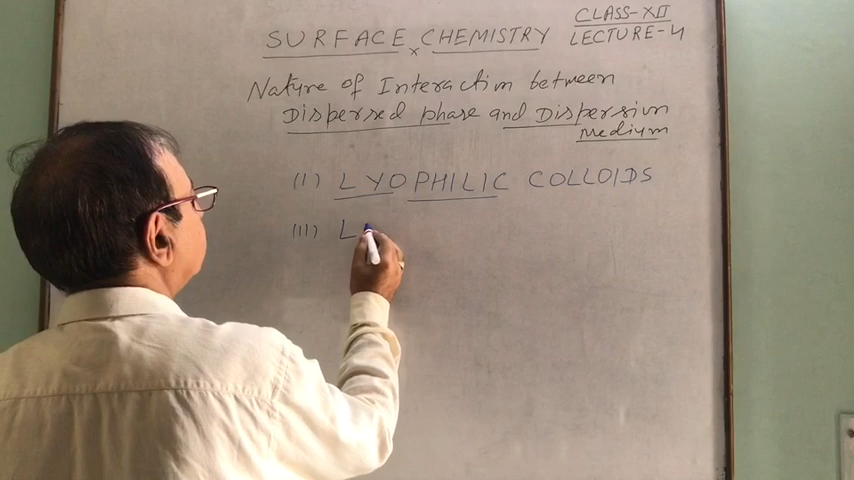 CLASS-XII
SURFACE CHEMISTRY LECTURE-4
Nature of Interaction between
Dispersed phase and Dispersion
Medium
(I) LYOPHILIC COLLOIDS
(II) L